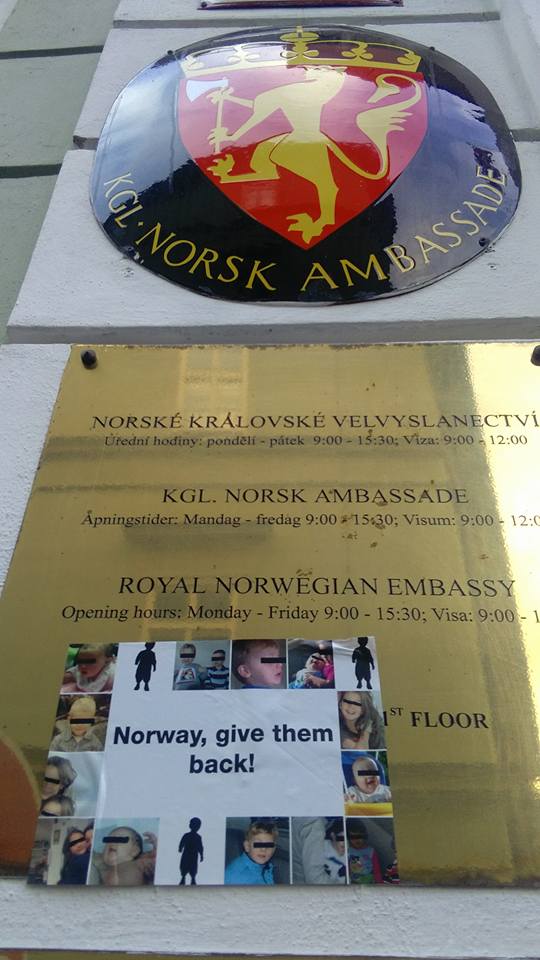 KGL. NORSK AMBASSADE
NORSKÉ KRÁLOVSKÉ VELVYSLANECTVÍ
Úřední hodiny: pondělí - pátek 9:00 - 15:30; Víza: 9:00 - 12:00
KGL. NORSK AMBASSADE
Åpningstider: Mandag - fredag 9:00 - 15:30; Visum: 9:00 - 12:0
ROYAL NORWEGIAN EMBASSY
Opening hours: Monday - Friday 9:00 - 15:30; Visa: 9:00 - 1
1ST FLOOR
Norway, give them
back!